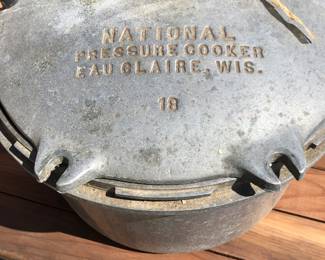 NATIONAL
PRESSURE COOKER
EAU CLAIRE, WIS.
18